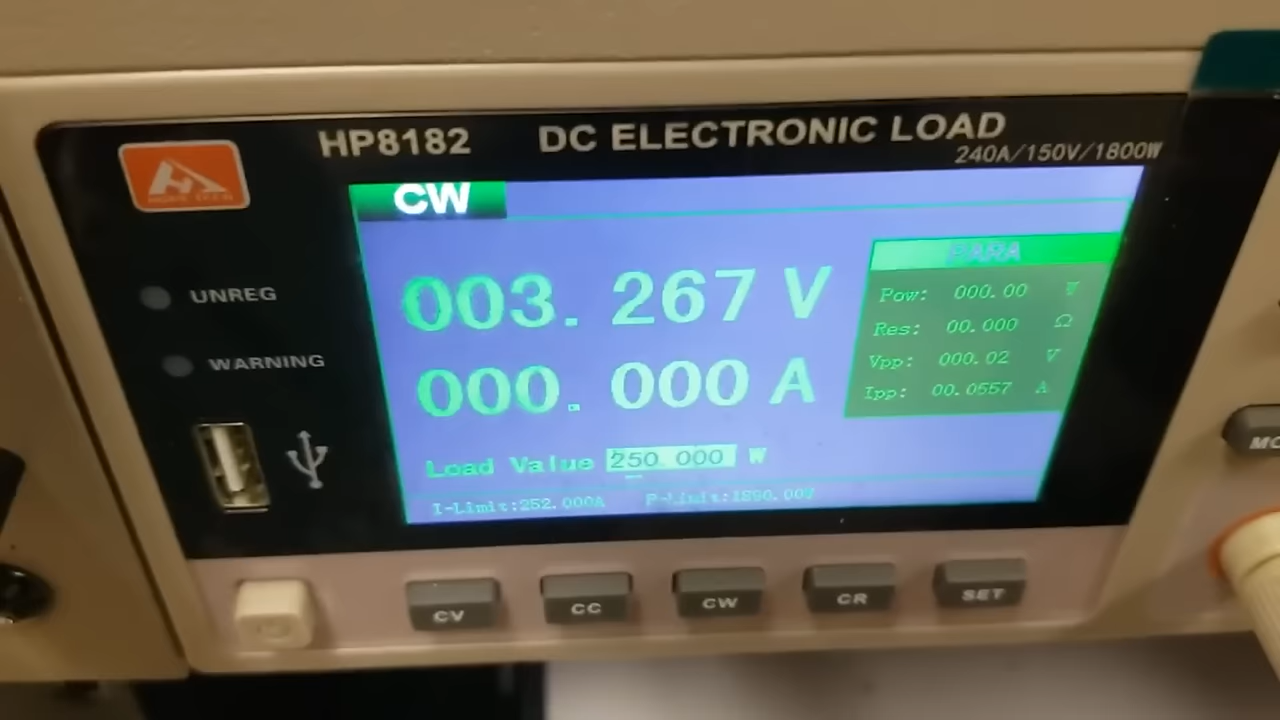 HP8182 DC ELECTRONIC LOAD
240A/150V/1800W
CW
PARA
003.267 V
000.000 A
Pow: 000.00 W
Res: 00.000 Ω
Vpp: 000.02 V
Ipp: 00.0557 A
UNREG
WARNING
Load Value 250.000 W
I-Limit:252.000A
CV CC CW CR SET